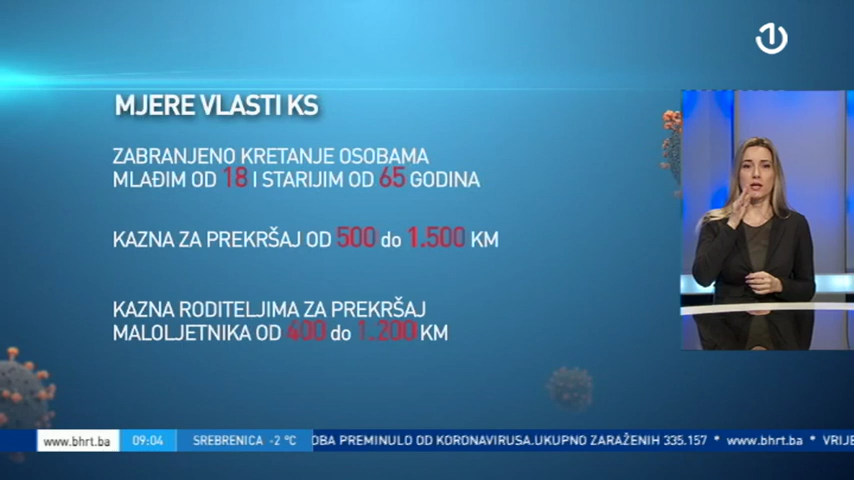 MJERE VLASTI KS
ZABRANJENO KRETANJE OSOBAMA
MLAĐIM OD 18 I STARIJIM OD 65 GODINA
KAZNA ZA PREKRŠAJ OD 500 do 1.500 KM
KAZNA RODITELJIMA ZA PREKRŠAJ
MALOLJETNIKA OD 400 do 1.200 KM
www.bhrt.ba 09:04 SREBRENICA -2 °C OBA PREMINULO OD KORONAVIRUSA.UKUPNO ZARAŽENIH 335.157 * www.bhrt.ba * VRIJE